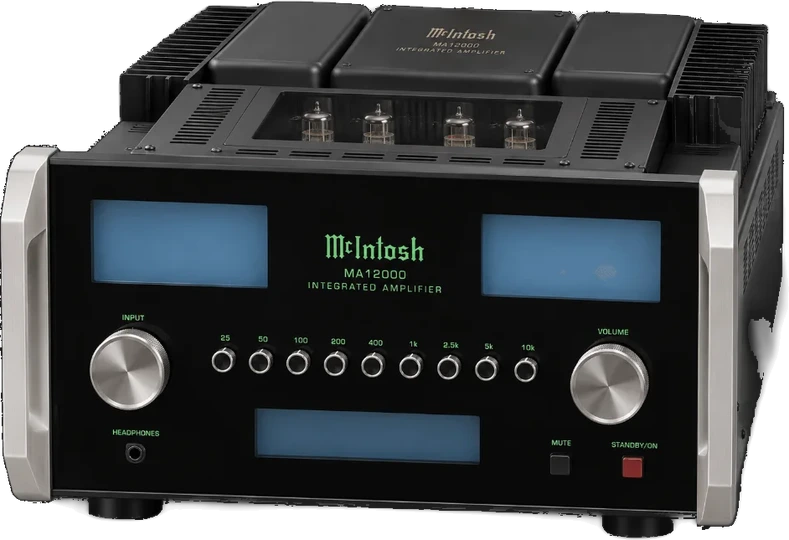 McIntosh
MA12000
INTEGRATED AMPLIFIER
McIntosh
MA12000
INTEGRATED AMPLIFIER
INPUT
VOLUME
25 50 100 200 400 1k 2.5k 5k 10k
HEADPHONES
MUTE
STANDBY/ON